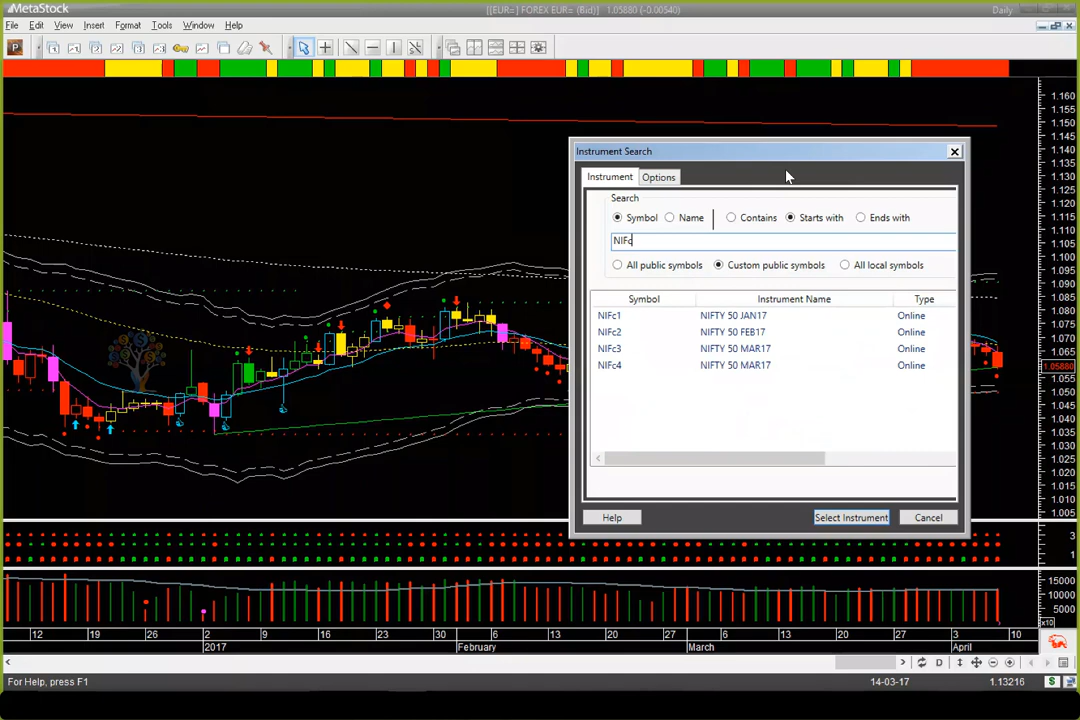 MetaStock
[[EUR=] FOREX EUR= (Bid)] 1.05880 (-0.00540)
Daily
File Edit View Insert Format Tools Window Help
P
1.160
1.150
1.145
1.140
1.135
1.130
1.125
1.120
1.115
1.110
1.105
1.100
1.095
1.090
1.085
1.080
1.075
1.070
1.065
1.05880
1.055
1.050
1.045
1.040
1.035
1.030
1.025
1.020
1.015
1.010
1.005
Instrument Search
Instrument Options
Search
Symbol Name Contains Starts with Ends with
NIFc
All public symbols Custom public symbols All local symbols
Symbol Instrument Name Type
NIFc1 NIFTY 50 JAN17 Online
NIFc2 NIFTY 50 FEB17 Online
NIFc3 NIFTY 50 MAR17 Online
NIFc4 NIFTY 50 MAR17 Online
Help Select Instrument Cancel
3
1
15000
10000
5000
x10
12 19 26 2 9 16 23 30 6 13 20 27 6 13 20 27 3 10
2017 February March April
D
For Help, press F1
14-03-17 1.13216
$